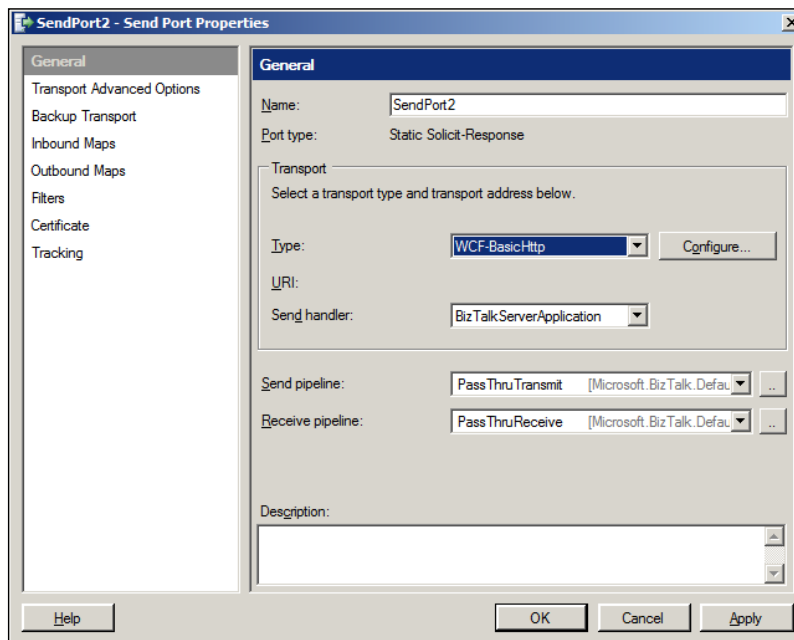 SendPort2 - Send Port Properties
General
Transport Advanced Options
Backup Transport
Inbound Maps
Outbound Maps
Filters
Certificate
Tracking
General
Name: SendPort2
Port type: Static Solicit-Response
Transport
Select a transport type and transport address below.
Type: WCF-BasicHttp Configure...
URI:
Send handler: BizTalkServerApplication
Send pipeline: PassThruTransmit [Microsoft.BizTalk.Defau ..
Receive pipeline: PassThruReceive [Microsoft.BizTalk.Defau ..
Description:
Help OK Cancel Apply